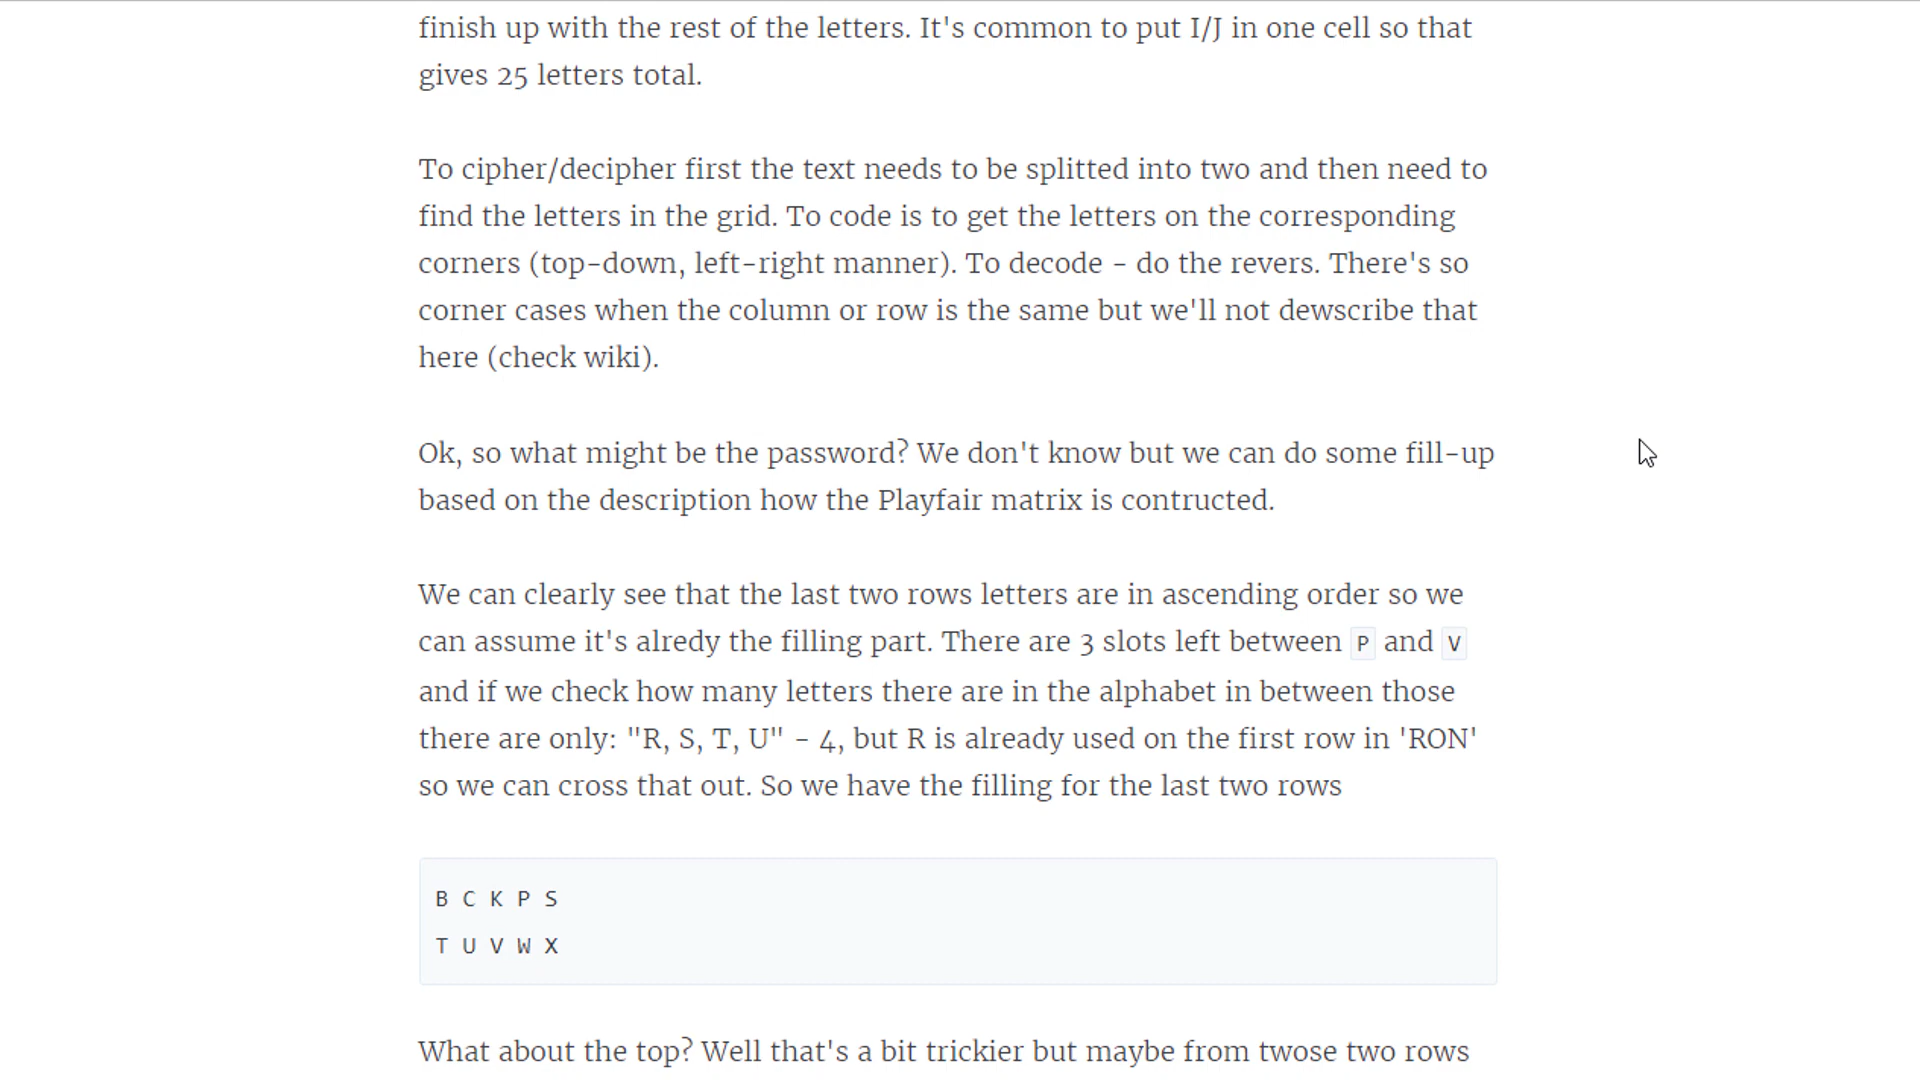 finish up with the rest of the letters. It's common to put I/J in one cell so that
gives 25 letters total.
To cipher/decipher first the text needs to be splitted into two and then need to
find the letters in the grid. To code is to get the letters on the corresponding
corners (top-down, left-right manner). To decode - do the revers. There's so
corner cases when the column or row is the same but we'll not dewscribe that
here (check wiki).
Ok, so what might be the password? We don't know but we can do some fill-up
based on the description how the Playfair matrix is contructed.
We can clearly see that the last two rows letters are in ascending order so we
can assume it's alredy the filling part. There are 3 slots left between P and V
and if we check how many letters there are in the alphabet in between those
there are only: "R, S, T, U" - 4, but R is already used on the first row in 'RON'
so we can cross that out. So we have the filling for the last two rows
B C K P S
T U V W X
What about the top? Well that's a bit trickier but maybe from twose two rows